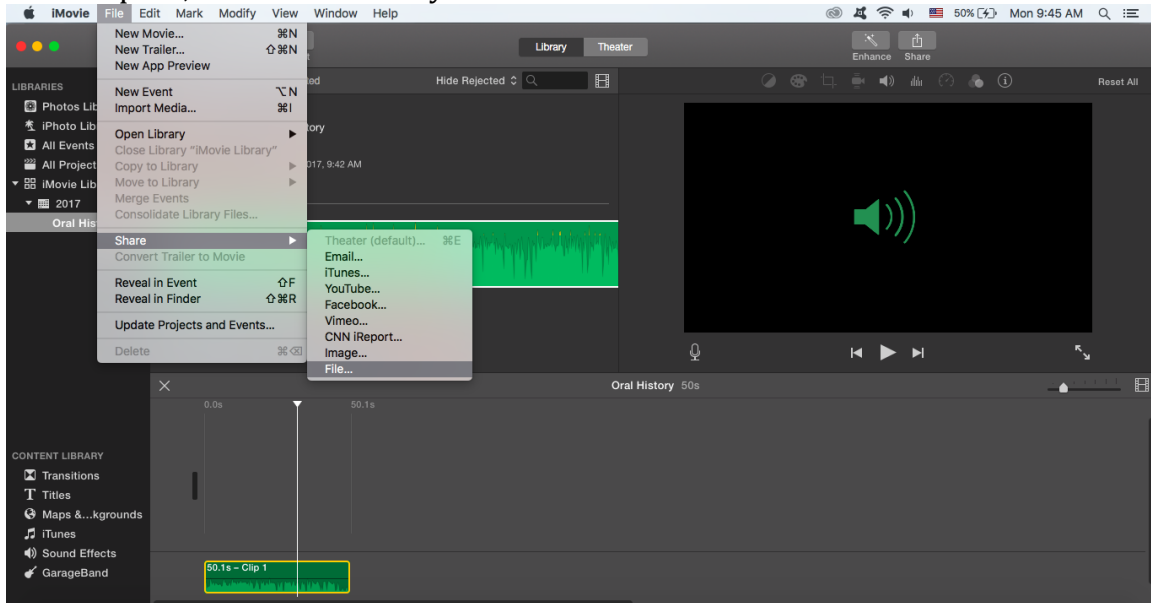 iMovie File Edit Mark Modify View Window Help 50% Mon 9:45 AM
New Movie... ⌘N
New Trailer... ⇧⌘N
New App Preview
New Event ⌥N
Import Media... ⌘I
Open Library
Close Library "iMovie Library"
Copy to Library
Move to Library
Merge Events
Consolidate Library Files...
Share
Convert Trailer to Movie
Reveal in Event ⇧F
Reveal in Finder ⇧⌘R
Update Projects and Events...
Delete ⌘⌫
Theater (default)... ⌘E
Email...
iTunes...
YouTube...
Facebook...
Vimeo...
CNN iReport...
Image...
File...
Library Theater
Enhance Share
Hide Rejected
Reset All
LIBRARIES
Photos Lib
iPhoto Lib
All Events
All Project
iMovie Lib
2017
Oral His
017, 9:42 AM
Oral History 50s
0.0s 50.1s
50.1s – Clip 1
CONTENT LIBRARY
Transitions
Titles
Maps &...kgrounds
iTunes
Sound Effects
GarageBand